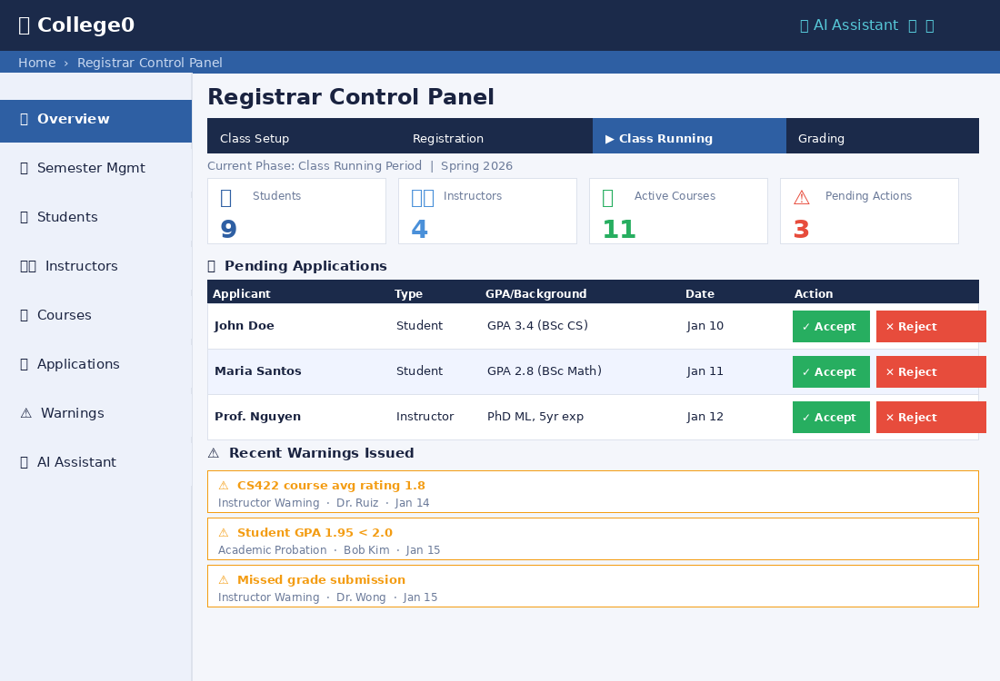 College0
AI Assistant
Home › Registrar Control Panel
Overview
Semester Mgmt
Students
Instructors
Courses
Applications
⚠ Warnings
AI Assistant
Registrar Control Panel
Class Setup
Registration
▶ Class Running
Grading
Current Phase: Class Running Period | Spring 2026
Students
9
Instructors
4
Active Courses
11
⚠ Pending Actions
3
Pending Applications
Applicant Type GPA/Background Date Action
John Doe Student GPA 3.4 (BSc CS) Jan 10 ✓ Accept ✕ Reject
Maria Santos Student GPA 2.8 (BSc Math) Jan 11 ✓ Accept ✕ Reject
Prof. Nguyen Instructor PhD ML, 5yr exp Jan 12 ✓ Accept ✕ Reject
⚠ Recent Warnings Issued
⚠ CS422 course avg rating 1.8
Instructor Warning · Dr. Ruiz · Jan 14
⚠ Student GPA 1.95 < 2.0
Academic Probation · Bob Kim · Jan 15
⚠ Missed grade submission
Instructor Warning · Dr. Wong · Jan 15